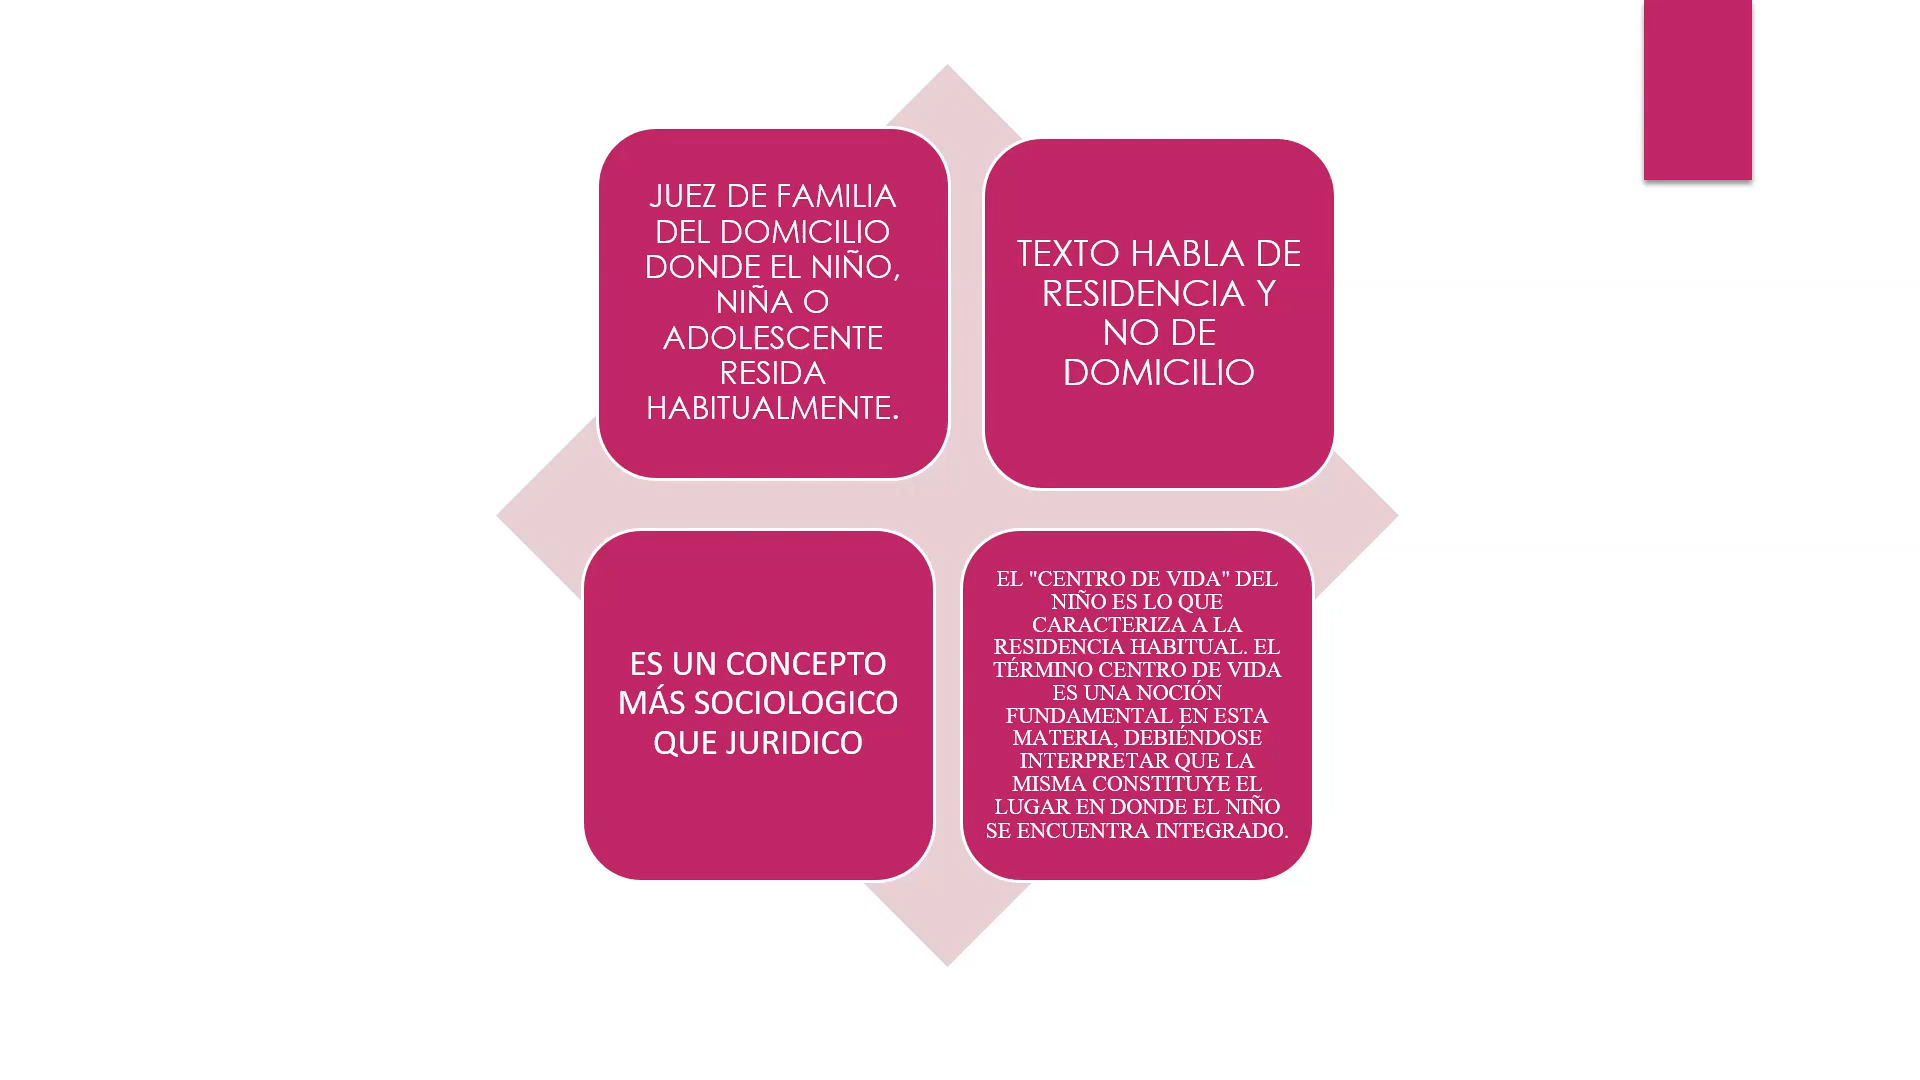 JUEZ DE FAMILIA
DEL DOMICILIO
DONDE EL NIÑO,
NIÑA O
ADOLESCENTE
RESIDA
HABITUALMENTE.
TEXTO HABLA DE
RESIDENCIA Y
NO DE
DOMICILIO
ES UN CONCEPTO
MÁS SOCIOLOGICO
QUE JURIDICO
EL "CENTRO DE VIDA" DEL
NIÑO ES LO QUE
CARACTERIZA A LA
RESIDENCIA HABITUAL. EL
TÉRMINO CENTRO DE VIDA
ES UNA NOCIÓN
FUNDAMENTAL EN ESTA
MATERIA, DEBIÉNDOSE
INTERPRETAR QUE LA
MISMA CONSTITUYE EL
LUGAR EN DONDE EL NIÑO
SE ENCUENTRA INTEGRADO.